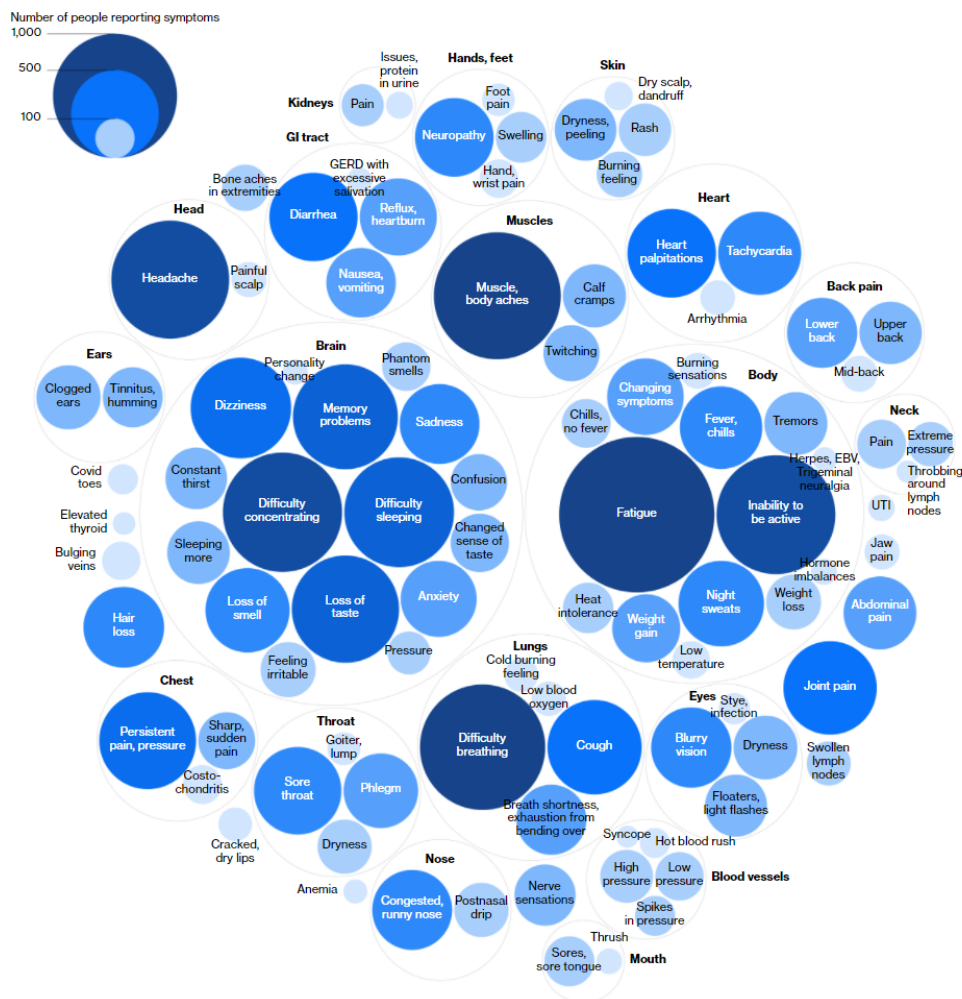 Number of people reporting symptoms
1,000
500
100
Kidneys
Pain
Issues,
protein
in urine
Hands, feet
Neuropathy
Foot
pain
Swelling
Hand,
wrist pain
Skin
Dryness,
peeling
Dry scalp,
dandruff
Rash
Burning
feeling
GI tract
Diarrhea
GERD with
excessive
salivation
Reflux,
heartburn
Nausea,
vomiting
Bone aches
in extremities
Head
Headache
Painful
scalp
Muscles
Muscle,
body aches
Calf
cramps
Twitching
Heart
Heart
palpitations
Tachycardia
Arrhythmia
Back pain
Lower
back
Upper
back
Mid-back
Ears
Clogged
ears
Tinnitus,
humming
Brain
Personality
change
Phantom
smells
Dizziness
Memory
problems
Sadness
Constant
thirst
Difficulty
concentrating
Difficulty
sleeping
Confusion
Sleeping
more
Changed
sense of
taste
Loss of
smell
Loss of
taste
Anxiety
Feeling
irritable
Pressure
Body
Burning
sensations
Changing
symptoms
Chills,
no fever
Fever,
chills
Tremors
Herpes, EBV,
Trigeminal
neuralgia
Fatigue
Inability to
be active
Hormone
imbalances
Heat
intolerance
Weight
gain
Night
sweats
Weight
loss
Low
temperature
Neck
Pain
Extreme
pressure
Throbbing
around
lymph
nodes
UTI
Jaw
pain
Abdominal
pain
Joint pain
Swollen
lymph
nodes
Covid
toes
Elevated
thyroid
Bulging
veins
Hair
loss
Chest
Persistent
pain, pressure
Sharp,
sudden
pain
Costo-
chondritis
Cracked,
dry lips
Throat
Goiter,
lump
Sore
throat
Phlegm
Dryness
Lungs
Cold burning
feeling
Low blood
oxygen
Difficulty
breathing
Cough
Breath shortness,
exhaustion from
bending over
Eyes
Stye,
infection
Blurry
vision
Dryness
Floaters,
light flashes
Anemia
Nose
Congested,
runny nose
Postnasal
drip
Nerve
sensations
Blood vessels
Syncope
Hot blood rush
High
pressure
Low
pressure
Spikes
in pressure
Mouth
Thrush
Sores,
sore tongue